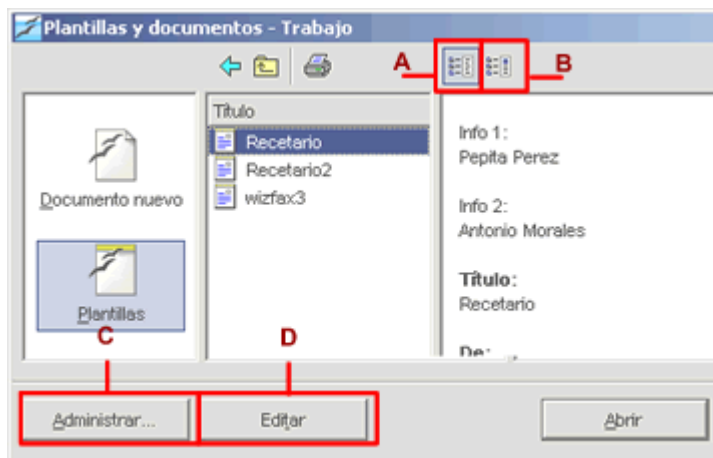 Plantillas y documentos - Trabajo
A
B
Título
Recetario
Recetario2
wizfax3
Documento nuevo
Plantillas
Info 1:
Pepita Perez
Info 2:
Antonio Morales
Título:
Recetario
De:
C
D
Administrar...
Editar
Abrir